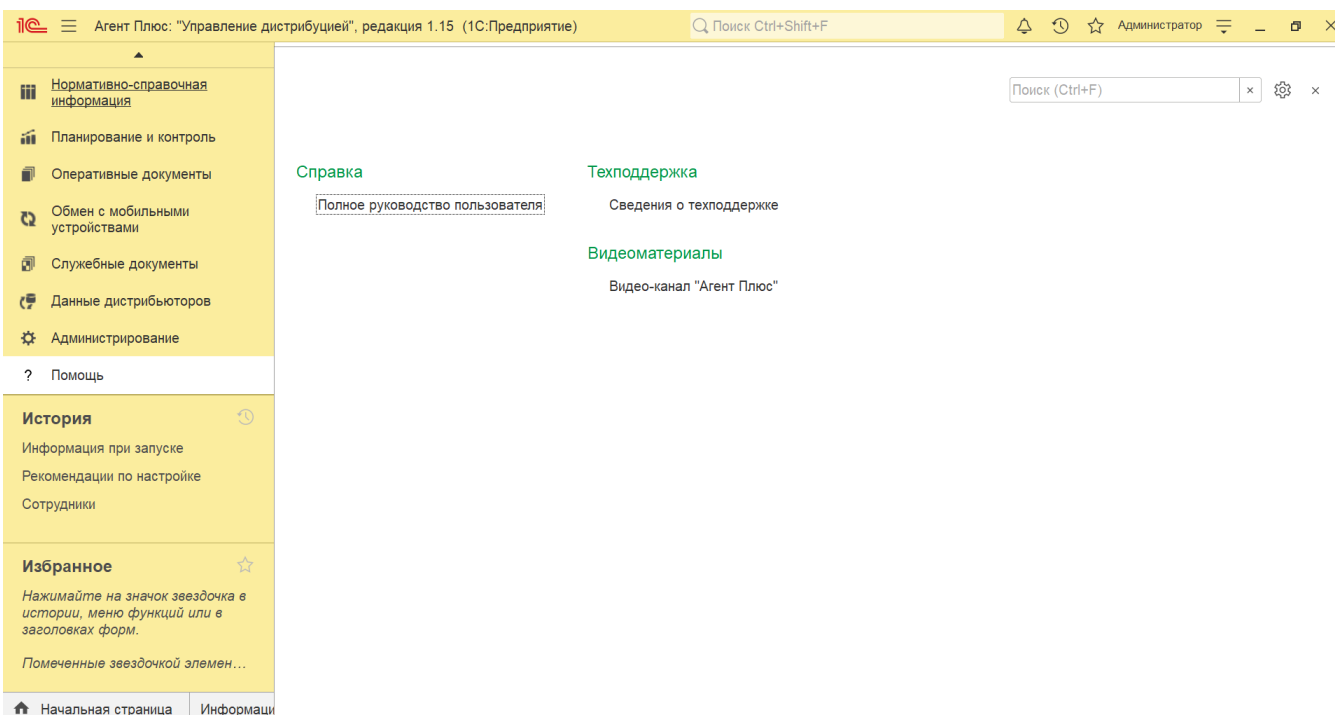 Агент Плюс: "Управление дистрибуцией", редакция 1.15 (1С:Предприятие)
Поиск Ctrl+Shift+F
Администратор
Нормативно-справочная
информация
Планирование и контроль
Оперативные документы
Обмен с мобильными
устройствами
Служебные документы
Данные дистрибьюторов
Администрирование
? Помощь
История
Информация при запуске
Рекомендации по настройке
Сотрудники
Избранное
Нажимайте на значок звездочка в
истории, меню функций или в
заголовках форм.
Помеченные звездочкой элемен...
Начальная страница
Информаци
Поиск (Ctrl+F)
Справка
Полное руководство пользователя
Техподдержка
Сведения о техподдержке
Видеоматериалы
Видео-канал "Агент Плюс"